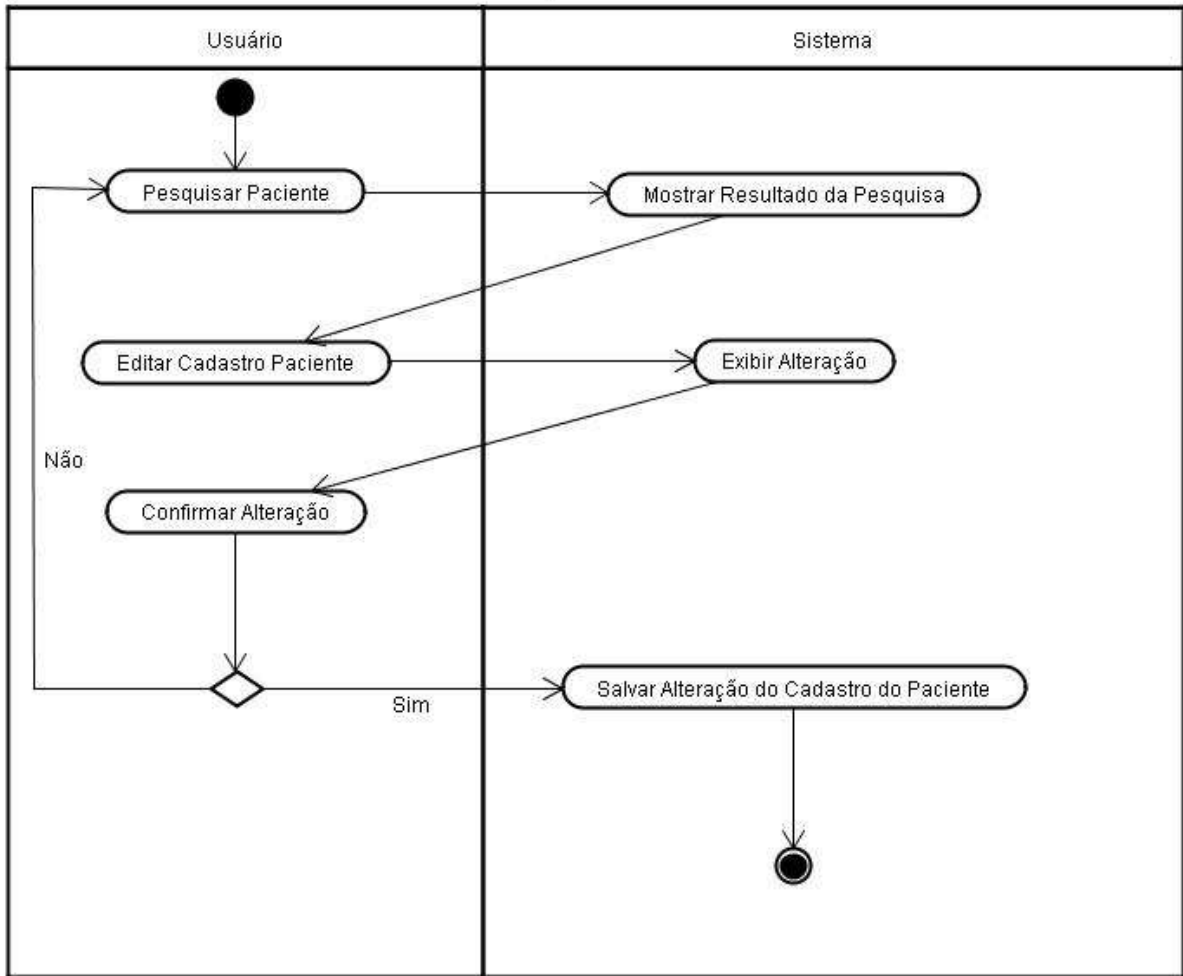 Usuário
Sistema
Pesquisar Paciente
Mostrar Resultado da Pesquisa
Editar Cadastro Paciente
Exibir Alteração
Não
Confirmar Alteração
Salvar Alteração do Cadastro do Paciente
Sim